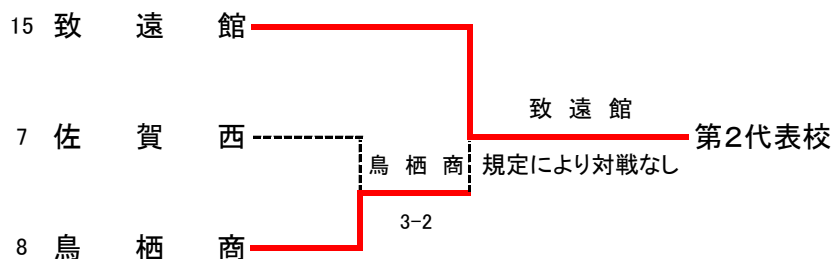 15 致遠館
致遠館
7 佐賀西
第2代表校
鳥栖商
規定により対戦なし
3-2
8 鳥栖商